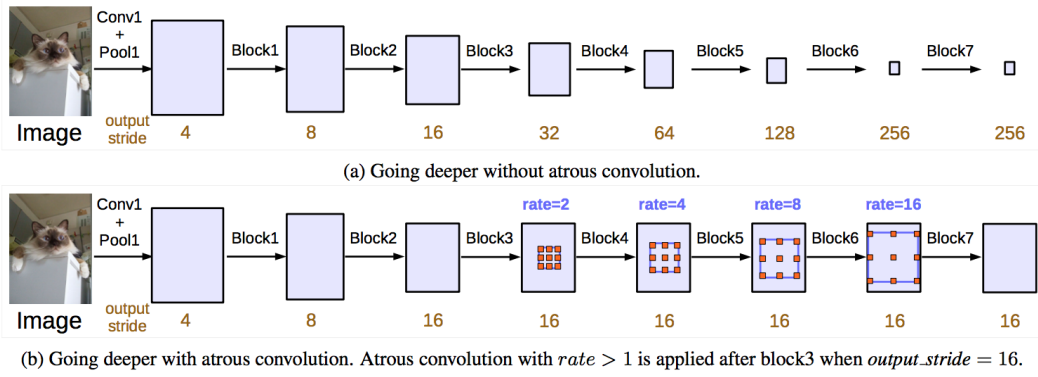 Conv1
+
Pool1
Block1
Block2
Block3
Block4
Block5
Block6
Block7
Image
output
stride
4
8
16
32
64
128
256
256
(a) Going deeper without atrous convolution.
rate=2
rate=4
rate=8
rate=16
Conv1
+
Pool1
Block1
Block2
Block3
Block4
Block5
Block6
Block7
Image
output
stride
4
8
16
16
16
16
16
16
(b) Going deeper with atrous convolution. Atrous convolution with rate > 1 is applied after block3 when output_stride = 16.